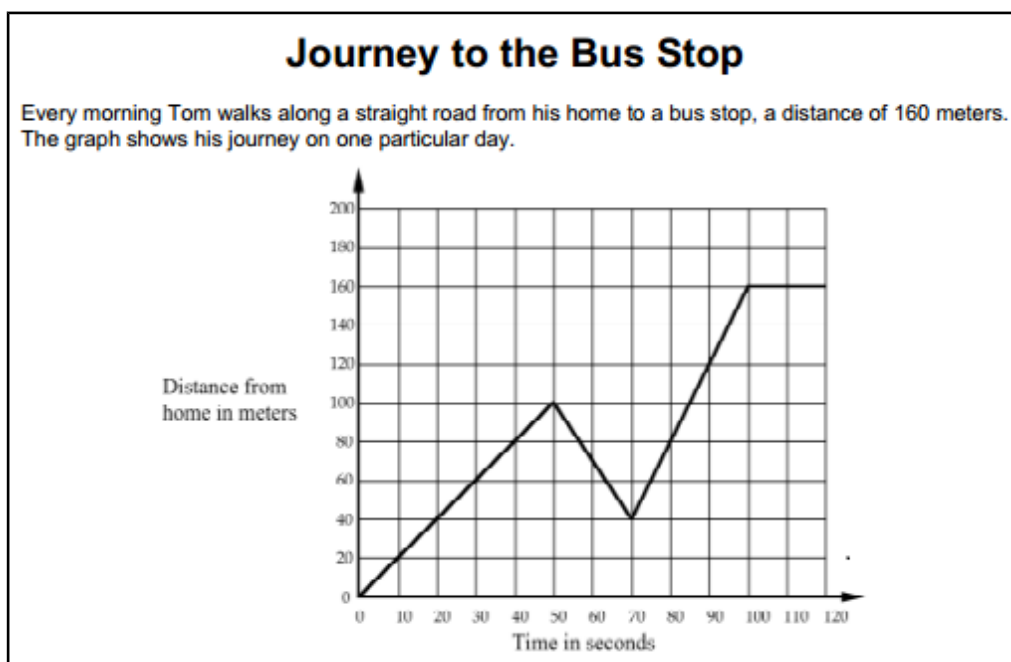 Journey to the Bus Stop
Every morning Tom walks along a straight road from his home to a bus stop, a distance of 160 meters.
The graph shows his journey on one particular day.
200
180
160
140
120
Distance from
home in meters
100
80
60
40
20
0
0 10 20 30 40 50 60 70 80 90 100 110 120
Time in seconds